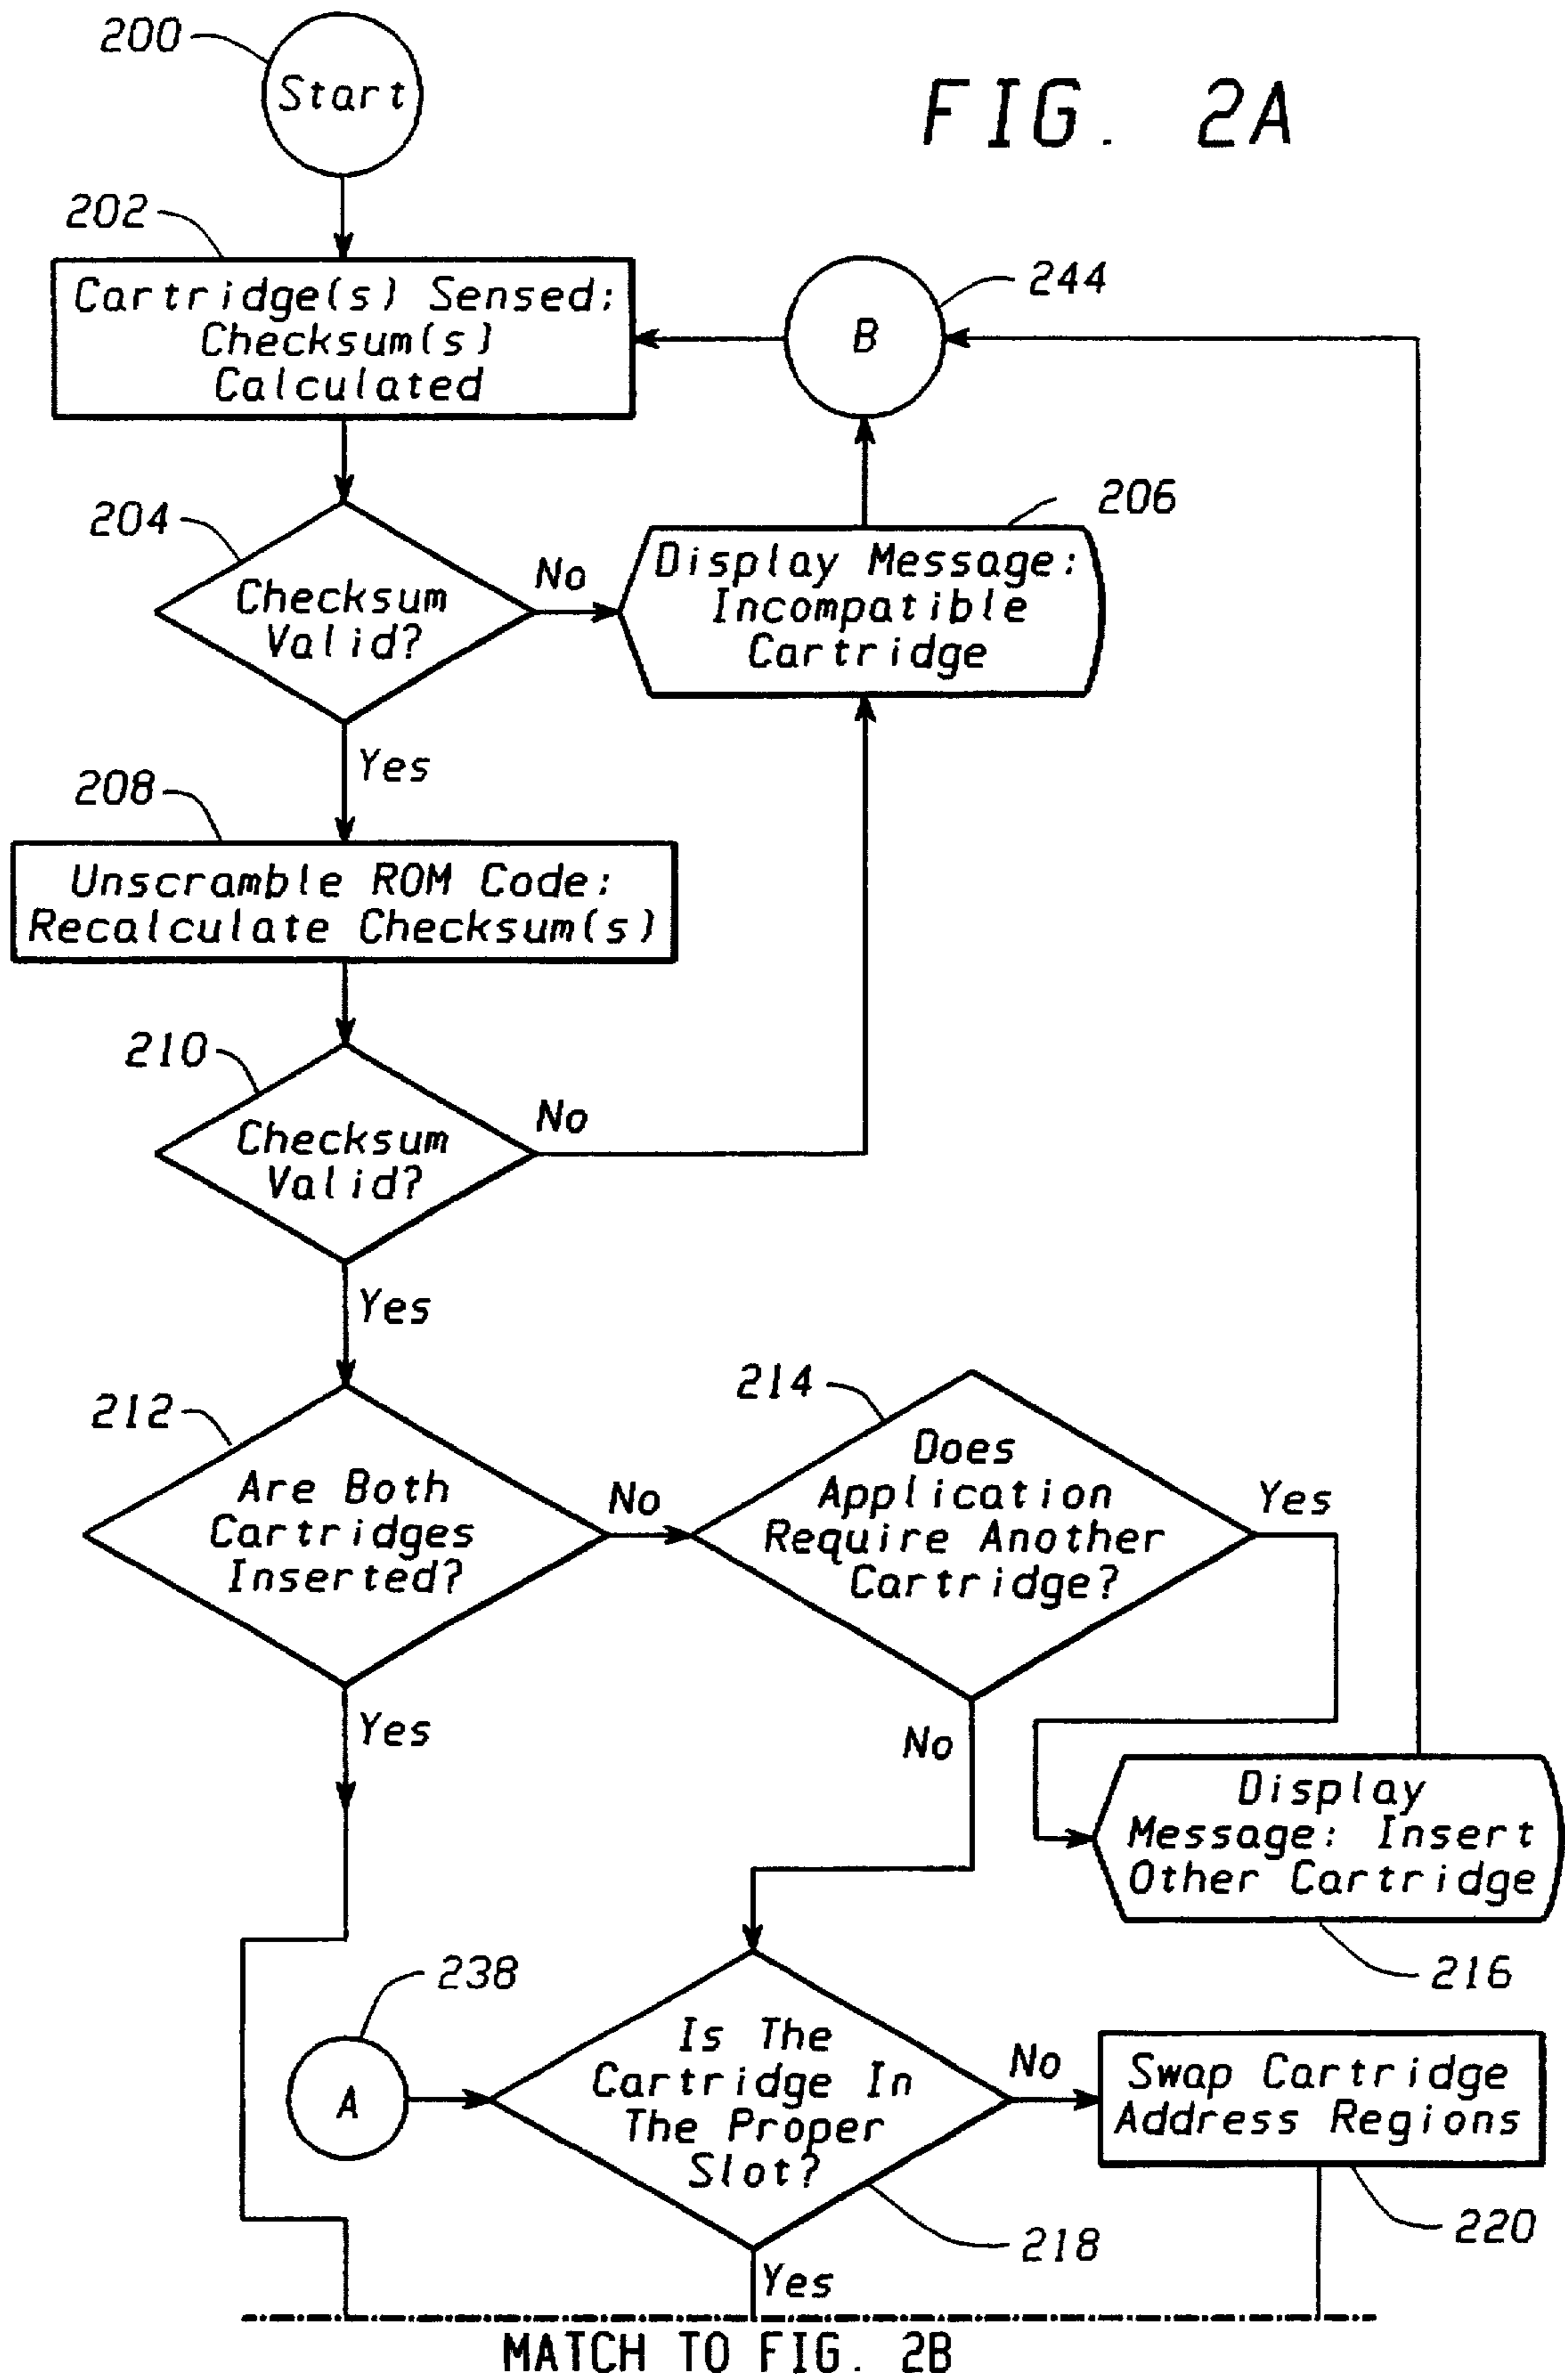 200
Start
FIG. 2A
202
Cartridge(s) Sensed:
Checksum(s)
Calculated
B
244
204
Checksum
Valid?
No
206
Display Message:
Incompatible
Cartridge
Yes
208
Unscramble ROM Code:
Recalculate Checksum(s)
210
Checksum
Valid?
No
Yes
212
Are Both
Cartridges
Inserted?
No
214
Does
Application
Require Another
Cartridge?
Yes
Yes
No
Display
Message: Insert
Other Cartridge
216
238
A
Is The
Cartridge In
The Proper
Slot?
No
Swap Cartridge
Address Regions
218
220
Yes
MATCH TO FIG. 2B